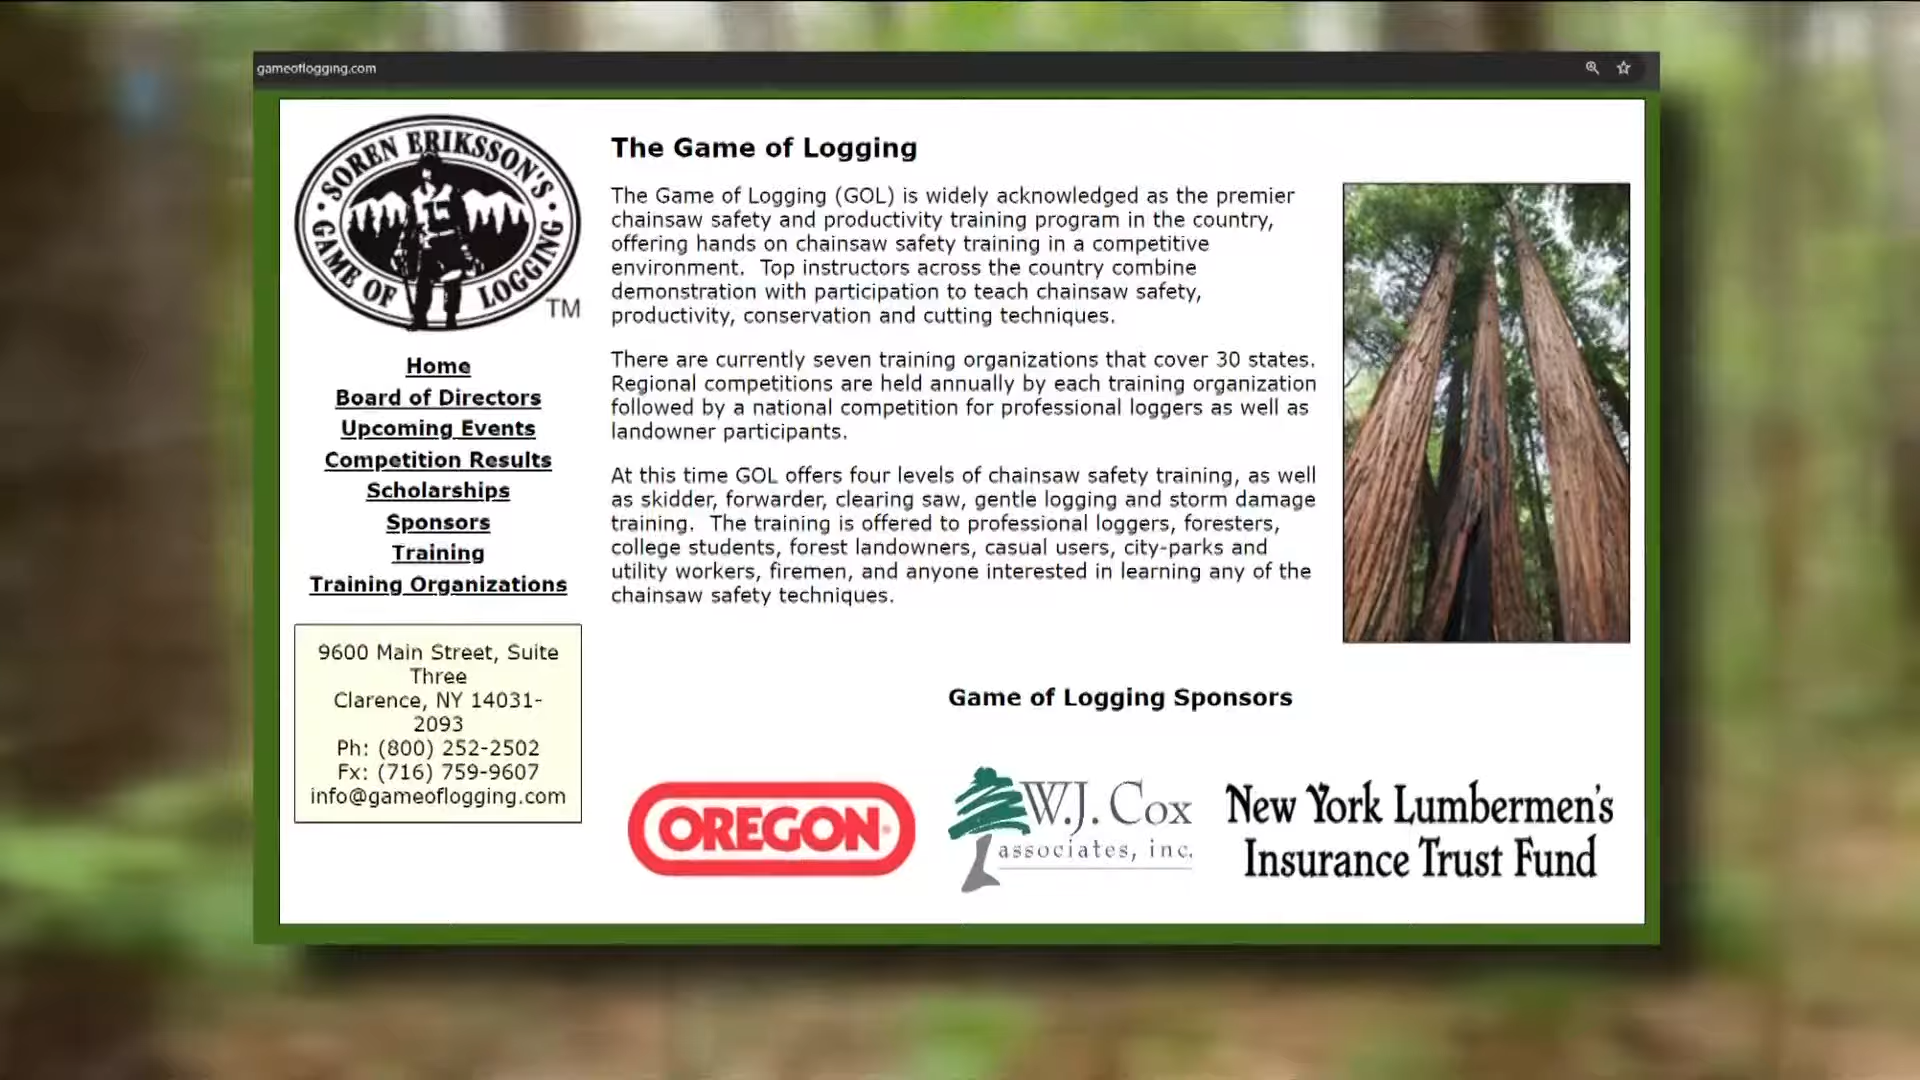 gameoflogging.com
SOREN ERIKSSON'S
GAME OF LOGGING
TM
Home
Board of Directors
Upcoming Events
Competition Results
Scholarships
Sponsors
Training
Training Organizations
9600 Main Street, Suite
Three
Clarence, NY 14031-
2093
Ph: (800) 252-2502
Fx: (716) 759-9607
info@gameoflogging.com
The Game of Logging
The Game of Logging (GOL) is widely acknowledged as the premier
chainsaw safety and productivity training program in the country,
offering hands on chainsaw safety training in a competitive
environment.  Top instructors across the country combine
demonstration with participation to teach chainsaw safety,
productivity, conservation and cutting techniques.
There are currently seven training organizations that cover 30 states.
Regional competitions are held annually by each training organization
followed by a national competition for professional loggers as well as
landowner participants.
At this time GOL offers four levels of chainsaw safety training, as well
as skidder, forwarder, clearing saw, gentle logging and storm damage
training.  The training is offered to professional loggers, foresters,
college students, forest landowners, casual users, city-parks and
utility workers, firemen, and anyone interested in learning any of the
chainsaw safety techniques.
Game of Logging Sponsors
OREGON
W.J. Cox
associates, inc.
New York Lumbermen's
Insurance Trust Fund